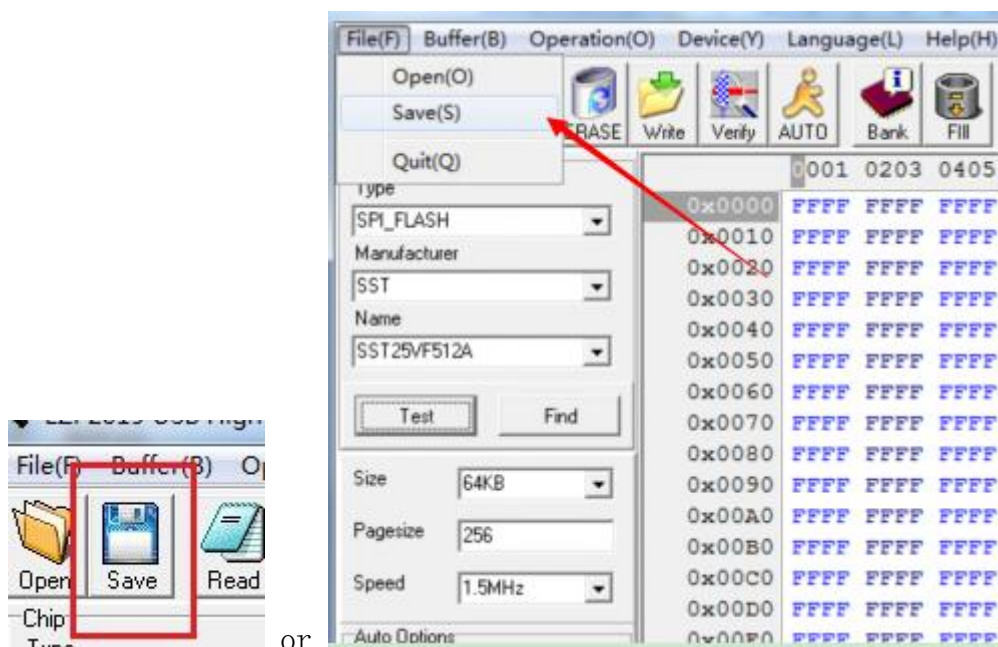 File(F) Buffer(B) Operation(O) Device(Y) Language(L) Help(H)
Open(O)
Save(S)
Quit(Q)
ERASE Write Verify AUTO Bank Fill
0001 0203 0405
Type
SPI_FLASH
Manufacturer
SST
Name
SST25VF512A
Test Find
Size 64KB
Pagesize 256
Speed 1.5MHz
Auto Options
0x0000 FFFF FFFF FFFF
0x0010 FFFF FFFF FFFF
0x0020 FFFF FFFF FFFF
0x0030 FFFF FFFF FFFF
0x0040 FFFF FFFF FFFF
0x0050 FFFF FFFF FFFF
0x0060 FFFF FFFF FFFF
0x0070 FFFF FFFF FFFF
0x0080 FFFF FFFF FFFF
0x0090 FFFF FFFF FFFF
0x00A0 FFFF FFFF FFFF
0x00B0 FFFF FFFF FFFF
0x00C0 FFFF FFFF FFFF
0x00D0 FFFF FFFF FFFF
0x00E0 FFFF FFFF FFFF
File(F) Buffer(B)
Open Save Read
Chip
Type
or